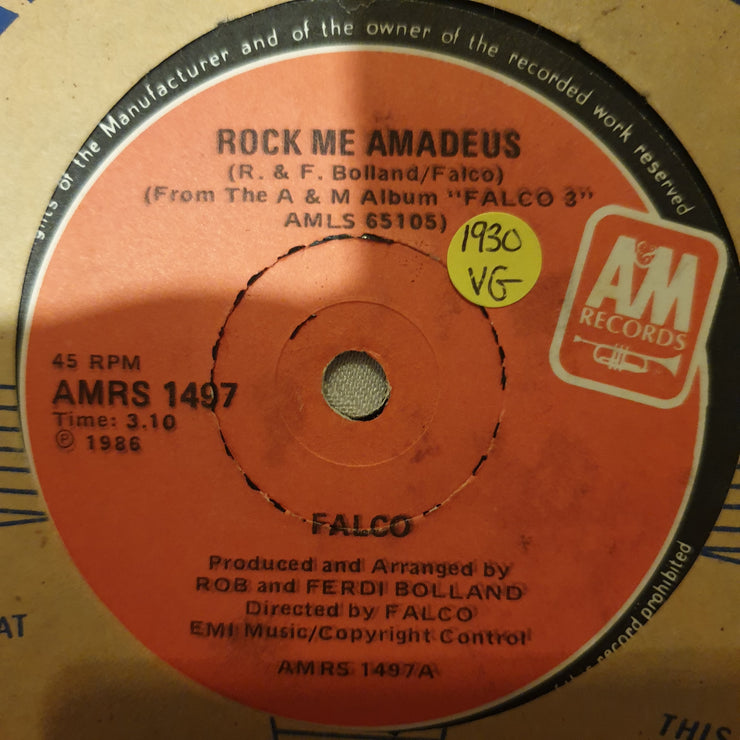 ghts of the Manufacturer and of the owner of the recorded work reserved
ROCK ME AMADEUS
(R. & F. Bolland/Falco)
(From The A & M Album "FALCO 3"
AMLS 65105)
1930
VG
A&M
RECORDS
45 RPM
AMRS 1497
Time: 3.10
℗ 1986
FALCO
Produced and Arranged by
ROB and FERDI BOLLAND
Directed by FALCO
EMI Music/Copyright Control
AMRS 1497A
record prohibited
AT
THIS